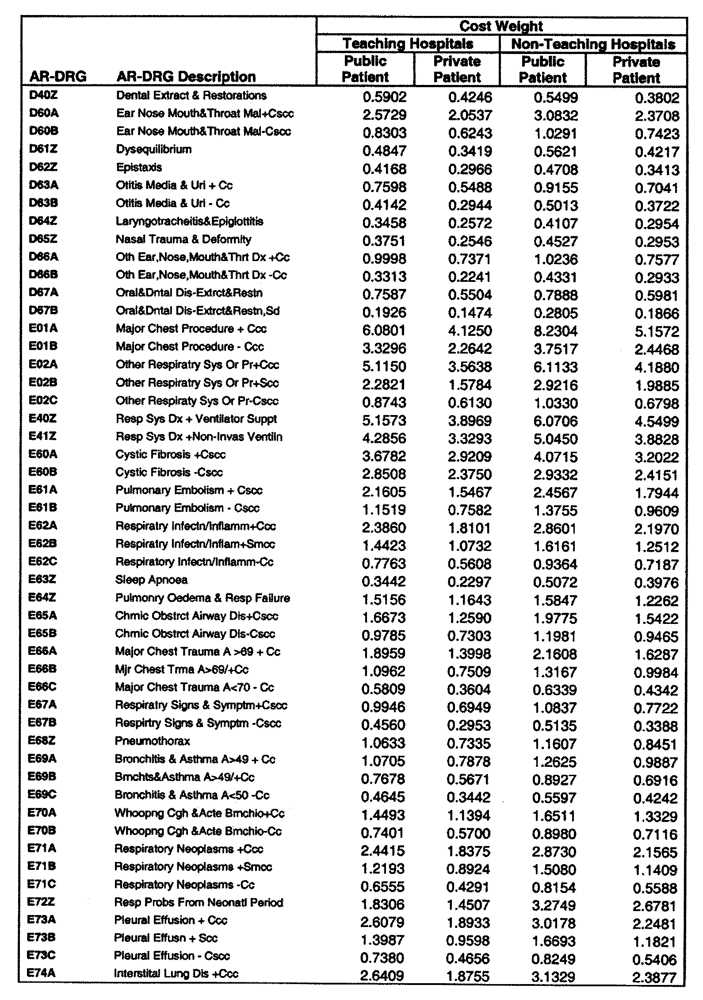 Cost Weight
Teaching Hospitals Non-Teaching Hospitals
Public Private Public Private
AR-DRG AR-DRG Description Patient Patient Patient Patient
D40Z Dental Extract & Restorations 0.5902 0.4246 0.5499 0.3802
D60A Ear Nose Mouth&Throat Mal+Cscc 2.5729 2.0537 3.0832 2.3708
D60B Ear Nose Mouth&Throat Mal-Cscc 0.8303 0.6243 1.0291 0.7423
D61Z Dysequilibrium 0.4847 0.3419 0.5621 0.4217
D62Z Epistaxis 0.4168 0.2966 0.4708 0.3413
D63A Otitis Media & Uri + Cc 0.7598 0.5488 0.9155 0.7041
D63B Otitis Media & Uri - Cc 0.4142 0.2944 0.5013 0.3722
D64Z Laryngotracheitis&Epiglottitis 0.3458 0.2572 0.4107 0.2954
D65Z Nasal Trauma & Deformity 0.3751 0.2546 0.4527 0.2953
D66A Oth Ear,Nose,Mouth&Thrt Dx +Cc 0.9998 0.7371 1.0236 0.7577
D66B Oth Ear,Nose,Mouth&Thrt Dx -Cc 0.3313 0.2241 0.4331 0.2933
D67A Oral&Dntal Dis-Extrct&Restn 0.7587 0.5504 0.7888 0.5981
D67B Oral&Dntal Dis-Extrct&Restn,Sd 0.1926 0.1474 0.2805 0.1866
E01A Major Chest Procedure + Ccc 6.0801 4.1250 8.2304 5.1572
E01B Major Chest Procedure - Ccc 3.3296 2.2642 3.7517 2.4468
E02A Other Respiratry Sys Or Pr+Ccc 5.1150 3.5638 6.1133 4.1880
E02B Other Respiratry Sys Or Pr+Scc 2.2821 1.5784 2.9216 1.9885
E02C Other Respiraty Sys Or Pr-Cscc 0.8743 0.6130 1.0330 0.6798
E40Z Resp Sys Dx + Ventilator Suppt 5.1573 3.8969 6.0706 4.5499
E41Z Resp Sys Dx +Non-Invas Ventiln 4.2856 3.3293 5.0450 3.8828
E60A Cystic Fibrosis +Cscc 3.6782 2.9209 4.0715 3.2022
E60B Cystic Fibrosis -Cscc 2.8508 2.3750 2.9332 2.4151
E61A Pulmonary Embolism + Cscc 2.1605 1.5467 2.4567 1.7944
E61B Pulmonary Embolism - Cscc 1.1519 0.7582 1.3755 0.9609
E62A Respiratry Infectn/Inflamm+Ccc 2.3860 1.8101 2.8601 2.1970
E62B Respiratry Infectn/Inflam+Smcc 1.4423 1.0732 1.6161 1.2512
E62C Respiratory Infectn/Inflamm-Cc 0.7763 0.5608 0.9364 0.7187
E63Z Sleep Apnoea 0.3442 0.2297 0.5072 0.3976
E64Z Pulmonry Oedema & Resp Failure 1.5156 1.1643 1.5847 1.2262
E65A Chrnic Obstrct Airway Dis+Cscc 1.6673 1.2590 1.9775 1.5422
E65B Chrnic Obstrct Airway Dis-Cscc 0.9785 0.7303 1.1981 0.9465
E66A Major Chest Trauma A >69 + Cc 1.8959 1.3998 2.1608 1.6287
E66B Mjr Chest Trma A>69/+Cc 1.0962 0.7509 1.3167 0.9984
E66C Major Chest Trauma A<70 - Cc 0.5809 0.3604 0.6339 0.4342
E67A Respiratry Signs & Symptm+Cscc 0.9946 0.6949 1.0837 0.7722
E67B Respirtry Signs & Symptm -Cscc 0.4560 0.2953 0.5135 0.3388
E68Z Pneumothorax 1.0633 0.7335 1.1607 0.8451
E69A Bronchitis & Asthma A>49 + Cc 1.0705 0.7878 1.2625 0.9887
E69B Brnchts&Asthma A>49/+Cc 0.7678 0.5671 0.8927 0.6916
E69C Bronchitis & Asthma A<50 -Cc 0.4645 0.3442 0.5597 0.4242
E70A Whoopng Cgh &Acte Brnchio+Cc 1.4493 1.1394 1.6511 1.3329
E70B Whoopng Cgh &Acte Brnchio-Cc 0.7401 0.5700 0.8980 0.7116
E71A Respiratory Neoplasms +Ccc 2.4415 1.8375 2.8730 2.1565
E71B Respiratory Neoplasms +Smcc 1.2193 0.8924 1.5080 1.1409
E71C Respiratory Neoplasms -Cc 0.6555 0.4291 0.8154 0.5588
E72Z Resp Probs From Neonatl Period 1.8306 1.4507 3.2749 2.6781
E73A Pleural Effusion + Ccc 2.6079 1.8933 3.0178 2.2481
E73B Pleural Effusn + Scc 1.3987 0.9598 1.6693 1.1821
E73C Pleural Effusion - Cscc 0.7380 0.4656 0.8249 0.5406
E74A Interstital Lung Dis +Ccc 2.6409 1.8755 3.1329 2.3877